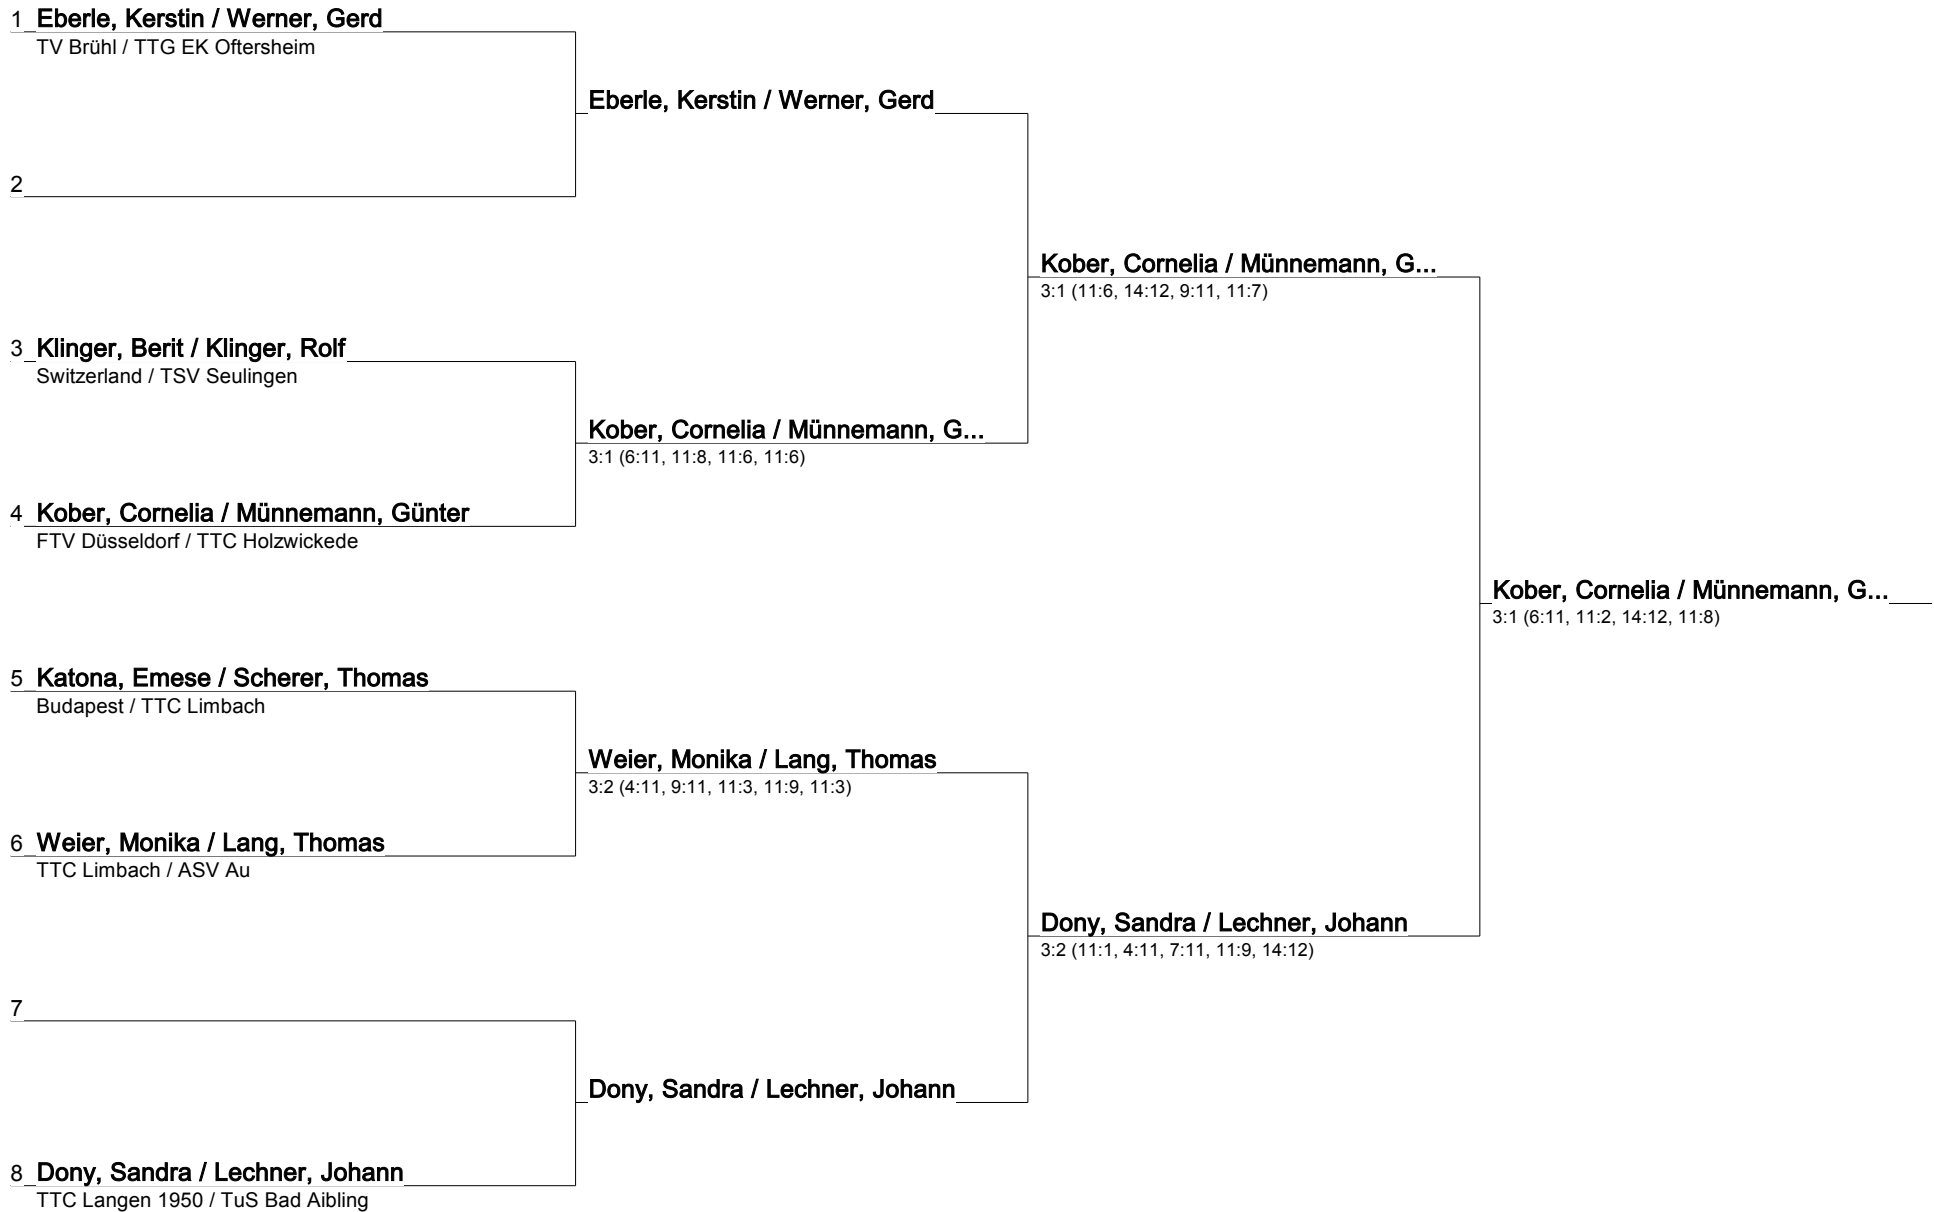 1 Eberle, Kerstin / Werner, Gerd
TV Brühl / TTG EK Oftersheim
Eberle, Kerstin / Werner, Gerd
2
Kober, Cornelia / Münnemann, G...
3:1 (11:6, 14:12, 9:11, 11:7)
3 Klinger, Berit / Klinger, Rolf
Switzerland / TSV Seulingen
Kober, Cornelia / Münnemann, G...
3:1 (6:11, 11:8, 11:6, 11:6)
4 Kober, Cornelia / Münnemann, Günter
FTV Düsseldorf / TTC Holzwickede
Kober, Cornelia / Münnemann, G...
3:1 (6:11, 11:2, 14:12, 11:8)
5 Katona, Emese / Scherer, Thomas
Budapest / TTC Limbach
Weier, Monika / Lang, Thomas
3:2 (4:11, 9:11, 11:3, 11:9, 11:3)
6 Weier, Monika / Lang, Thomas
TTC Limbach / ASV Au
Dony, Sandra / Lechner, Johann
3:2 (11:1, 4:11, 7:11, 11:9, 14:12)
7
Dony, Sandra / Lechner, Johann
8 Dony, Sandra / Lechner, Johann
TTC Langen 1950 / TuS Bad Aibling